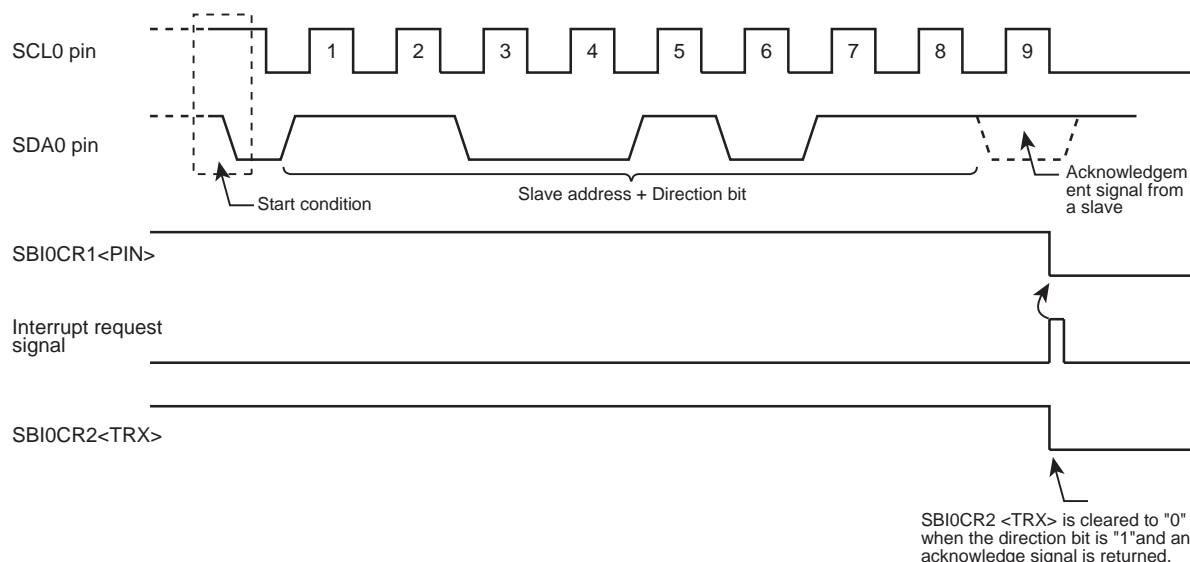 SCL0 pin
1 2 3 4 5 6 7 8 9
SDA0 pin
Start condition
Slave address + Direction bit
Acknowledgem
ent signal from
a slave
SBI0CR1<PIN>
Interrupt request
signal
SBI0CR2<TRX>
SBI0CR2 <TRX> is cleared to "0"
when the direction bit is "1"and an
acknowledge signal is returned.